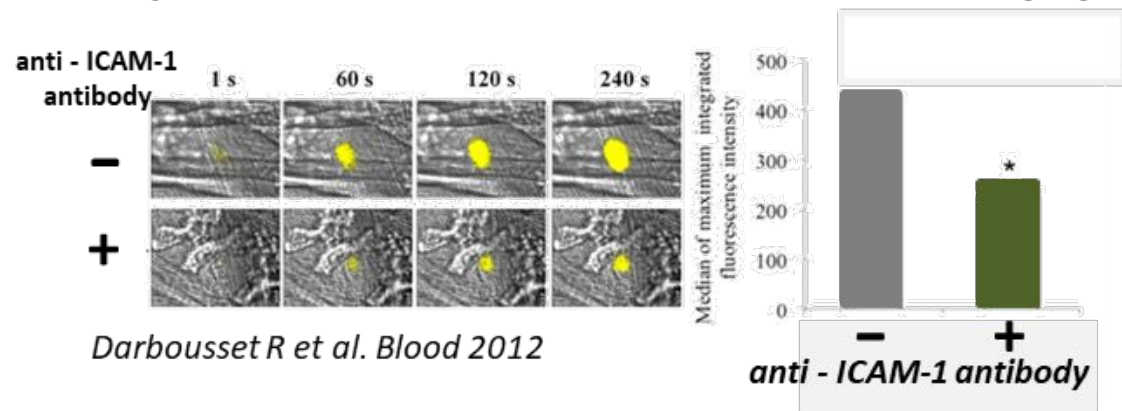 anti - ICAM-1
antibody
1 s 60 s 120 s 240 s
−
+
Darbousset R et al. Blood 2012
Median of maximum integrated
fluorescence intensity
500
400
300
200
100
0
*
− +
anti - ICAM-1 antibody